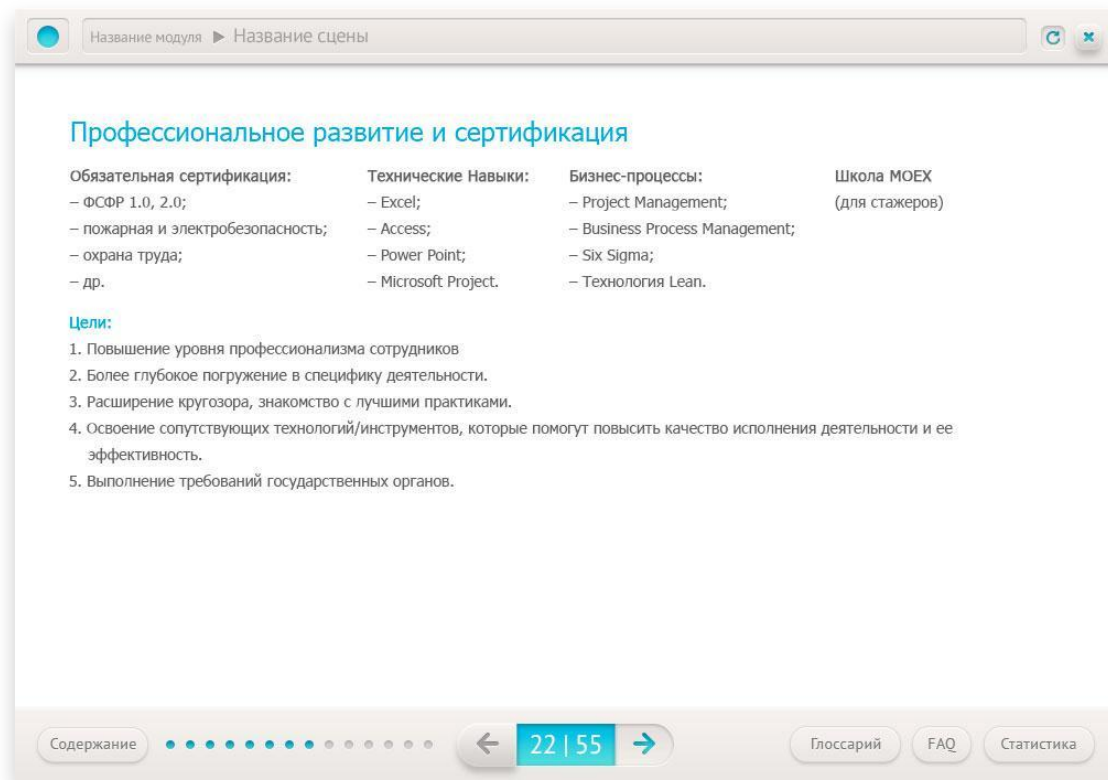 Название модуля ▶ Название сцены
Профессиональное развитие и сертификация
Обязательная сертификация:
– ФСФР 1.0, 2.0;
– пожарная и электробезопасность;
– охрана труда;
– др.
Технические Навыки:
– Excel;
– Access;
– Power Point;
– Microsoft Project.
Бизнес-процессы:
– Project Management;
– Business Process Management;
– Six Sigma;
– Технология Lean.
Школа MOEX
(для стажеров)
Цели:
1. Повышение уровня профессионализма сотрудников
2. Более глубокое погружение в специфику деятельности.
3. Расширение кругозора, знакомство с лучшими практиками.
4. Освоение сопутствующих технологий/инструментов, которые помогут повысить качество исполнения деятельности и ее
эффективность.
5. Выполнение требований государственных органов.
Содержание
22 | 55
Глоссарий
FAQ
Статистика